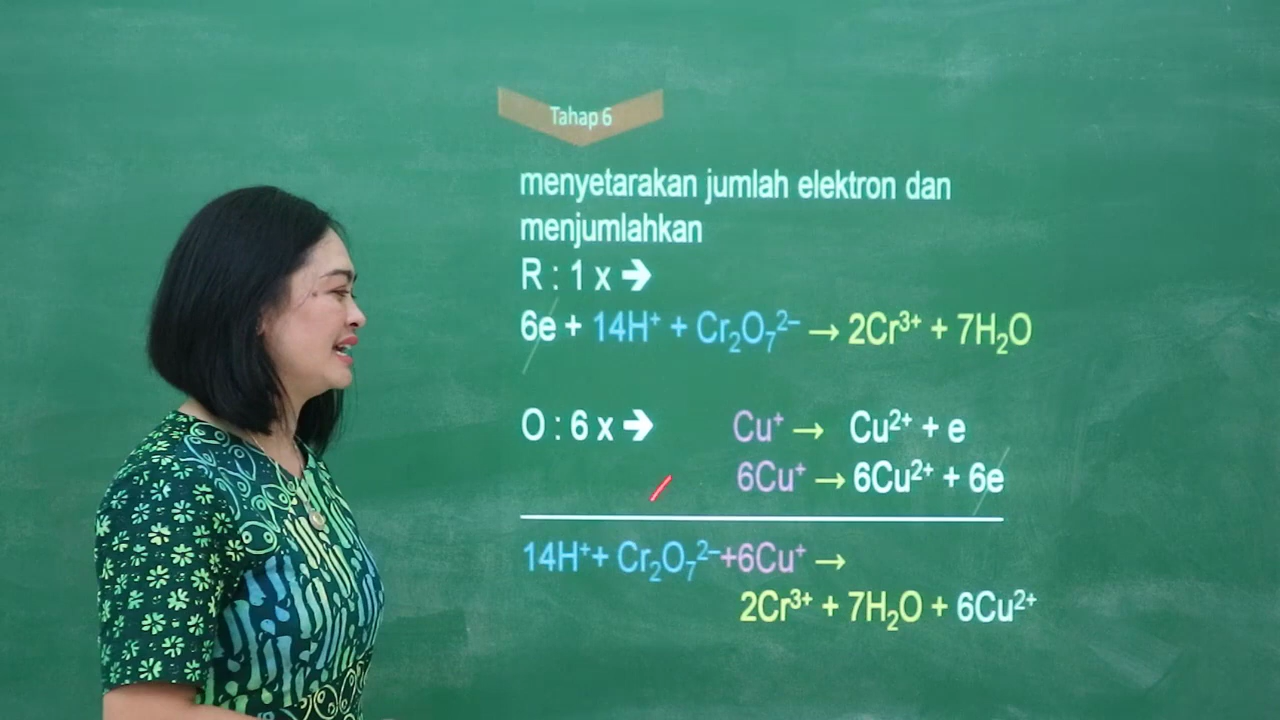 Tahap 6
menyetarakan jumlah elektron dan
menjumlahkan
R : 1 x ➔
6e + 14H⁺ + Cr₂O₇²⁻ → 2Cr³⁺ + 7H₂O
O : 6 x ➔ Cu⁺ → Cu²⁺ + e
6Cu⁺ → 6Cu²⁺ + 6e
14H⁺+ Cr₂O₇²⁻+6Cu⁺ →
2Cr³⁺ + 7H₂O + 6Cu²⁺